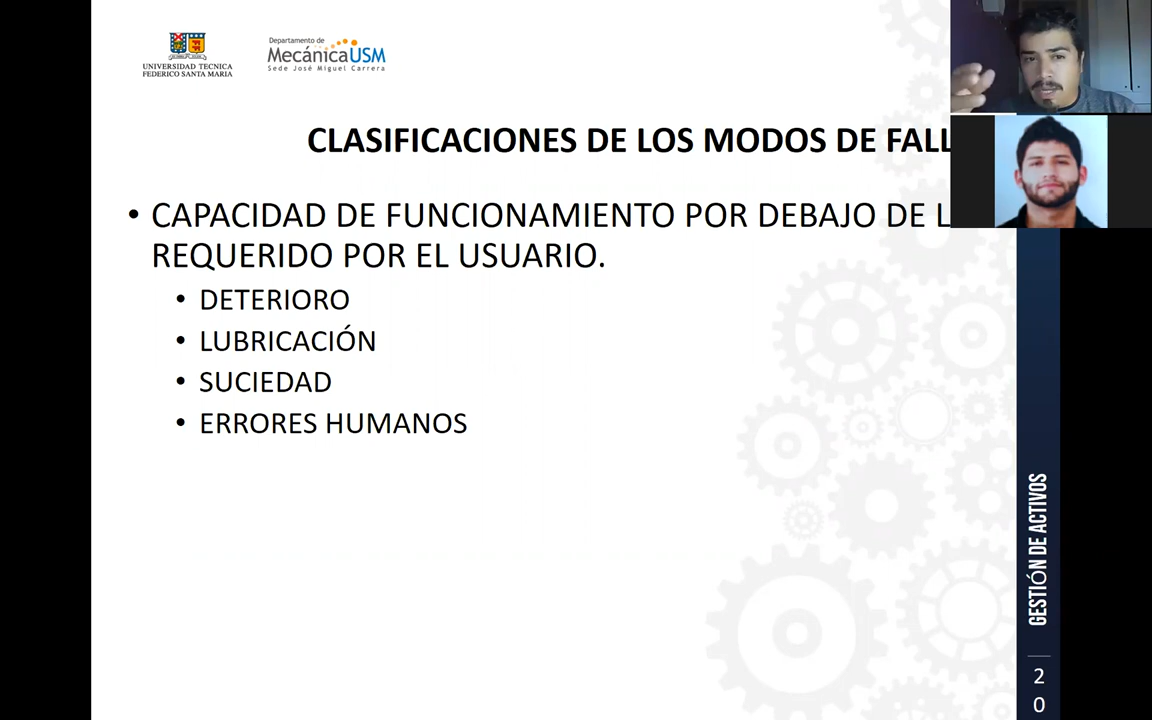 UNIVERSIDAD TECNICA
FEDERICO SANTA MARIA
Departamento de
MecánicaUSM
Sede José Miguel Carrera
CLASIFICACIONES DE LOS MODOS DE FALL
• CAPACIDAD DE FUNCIONAMIENTO POR DEBAJO DE L
REQUERIDO POR EL USUARIO.
• DETERIORO
• LUBRICACIÓN
• SUCIEDAD
• ERRORES HUMANOS
GESTIÓN DE ACTIVOS
2
0